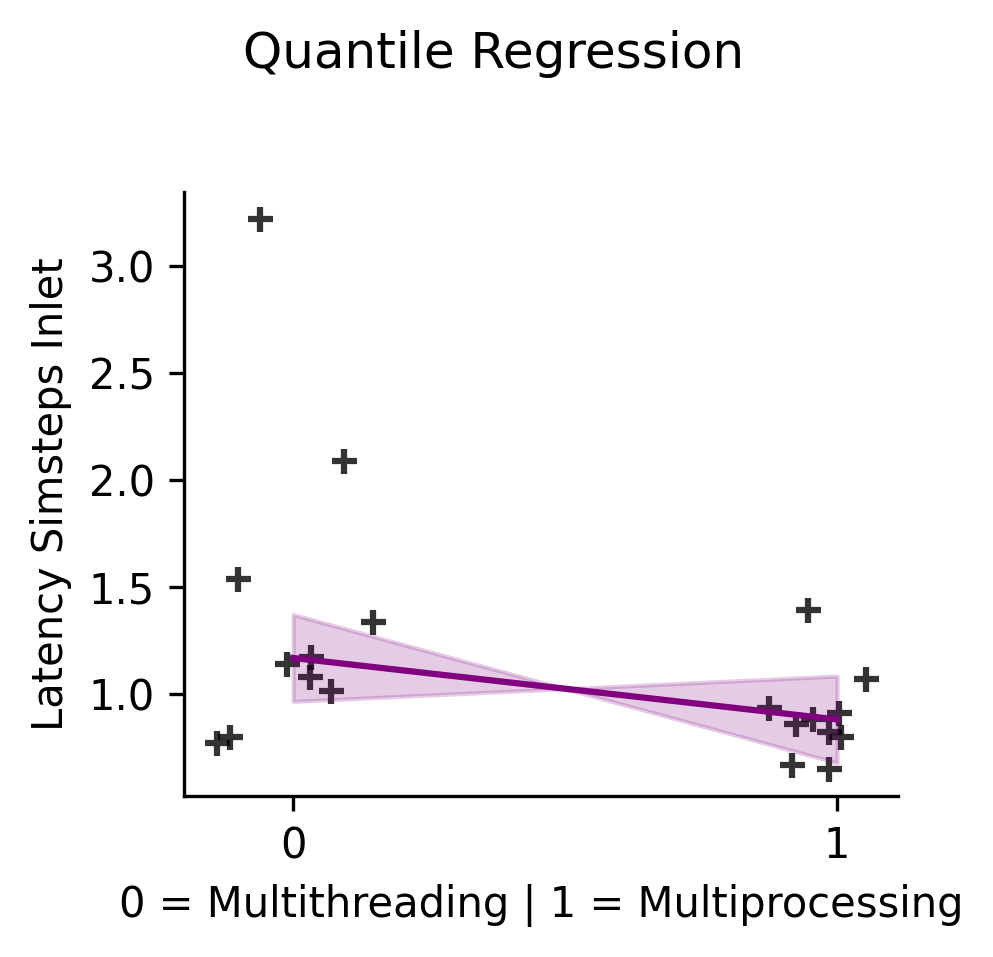 Quantile Regression
Latency Simsteps Inlet
3.0
2.5
2.0
1.5
1.0
0
1
0 = Multithreading | 1 = Multiprocessing